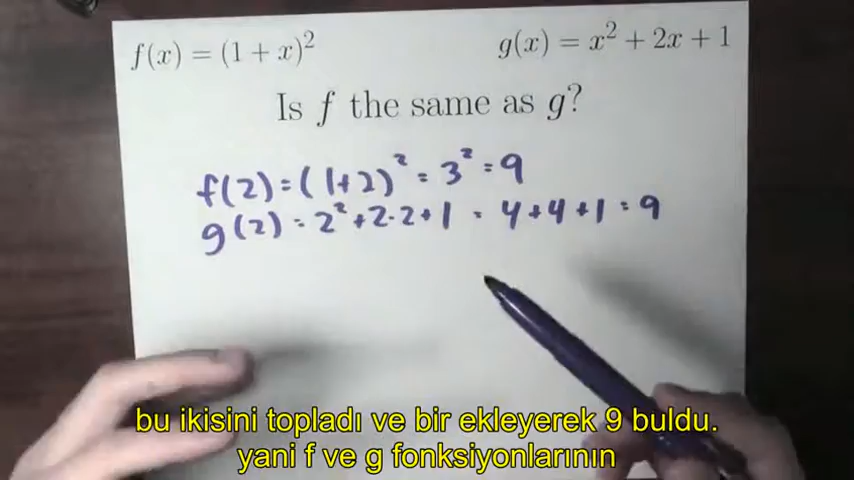 f(x) = (1 + x)² g(x) = x² + 2x + 1
Is f the same as g?
f(2) = (1+2)² = 3² = 9
g(2) = 2² + 2·2 + 1 = 4 + 4 + 1 = 9
bu ikisini topladı ve bir ekleyerek 9 buldu.
yani f ve g fonksiyonlarının